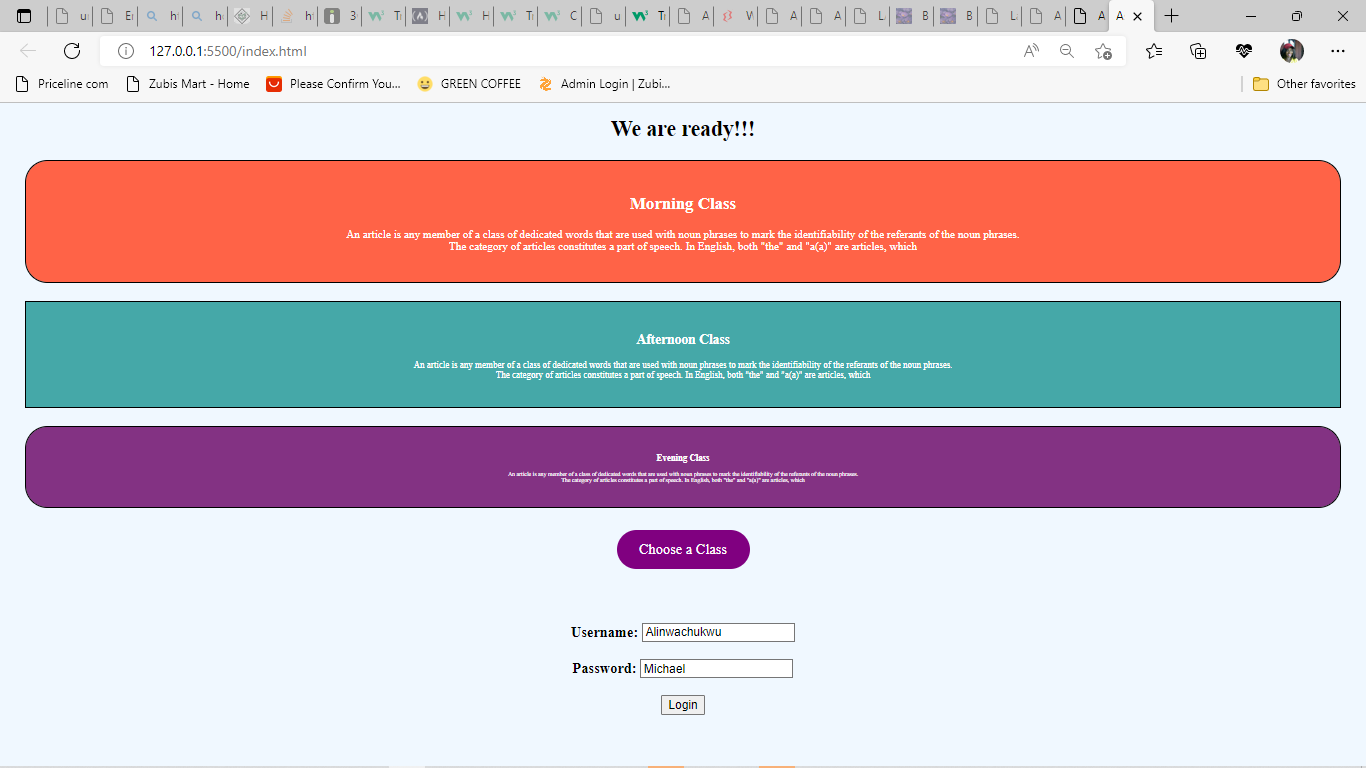 127.0.0.1:5500/index.html
Priceline com
Zubis Mart - Home
Please Confirm You...
GREEN COFFEE
Admin Login | Zubi...
Other favorites
We are ready!!!
Morning Class
An article is any member of a class of dedicated words that are used with noun phrases to mark the identifiability of the referants of the noun phrases.
The category of articles constitutes a part of speech. In English, both "the" and "a(a)" are articles, which
Afternoon Class
An article is any member of a class of dedicated words that are used with noun phrases to mark the identifiability of the referants of the noun phrases.
The category of articles constitutes a part of speech. In English, both "the" and "a(a)" are articles, which
Evening Class
An article is any member of a class of dedicated words that are used with noun phrases to mark the identifiability of the referants of the noun phrases.
The category of articles constitutes a part of speech. In English, both "the" and "a(a)" are articles, which
Choose a Class
Username: Alinwachukwu
Password: Michael
Login